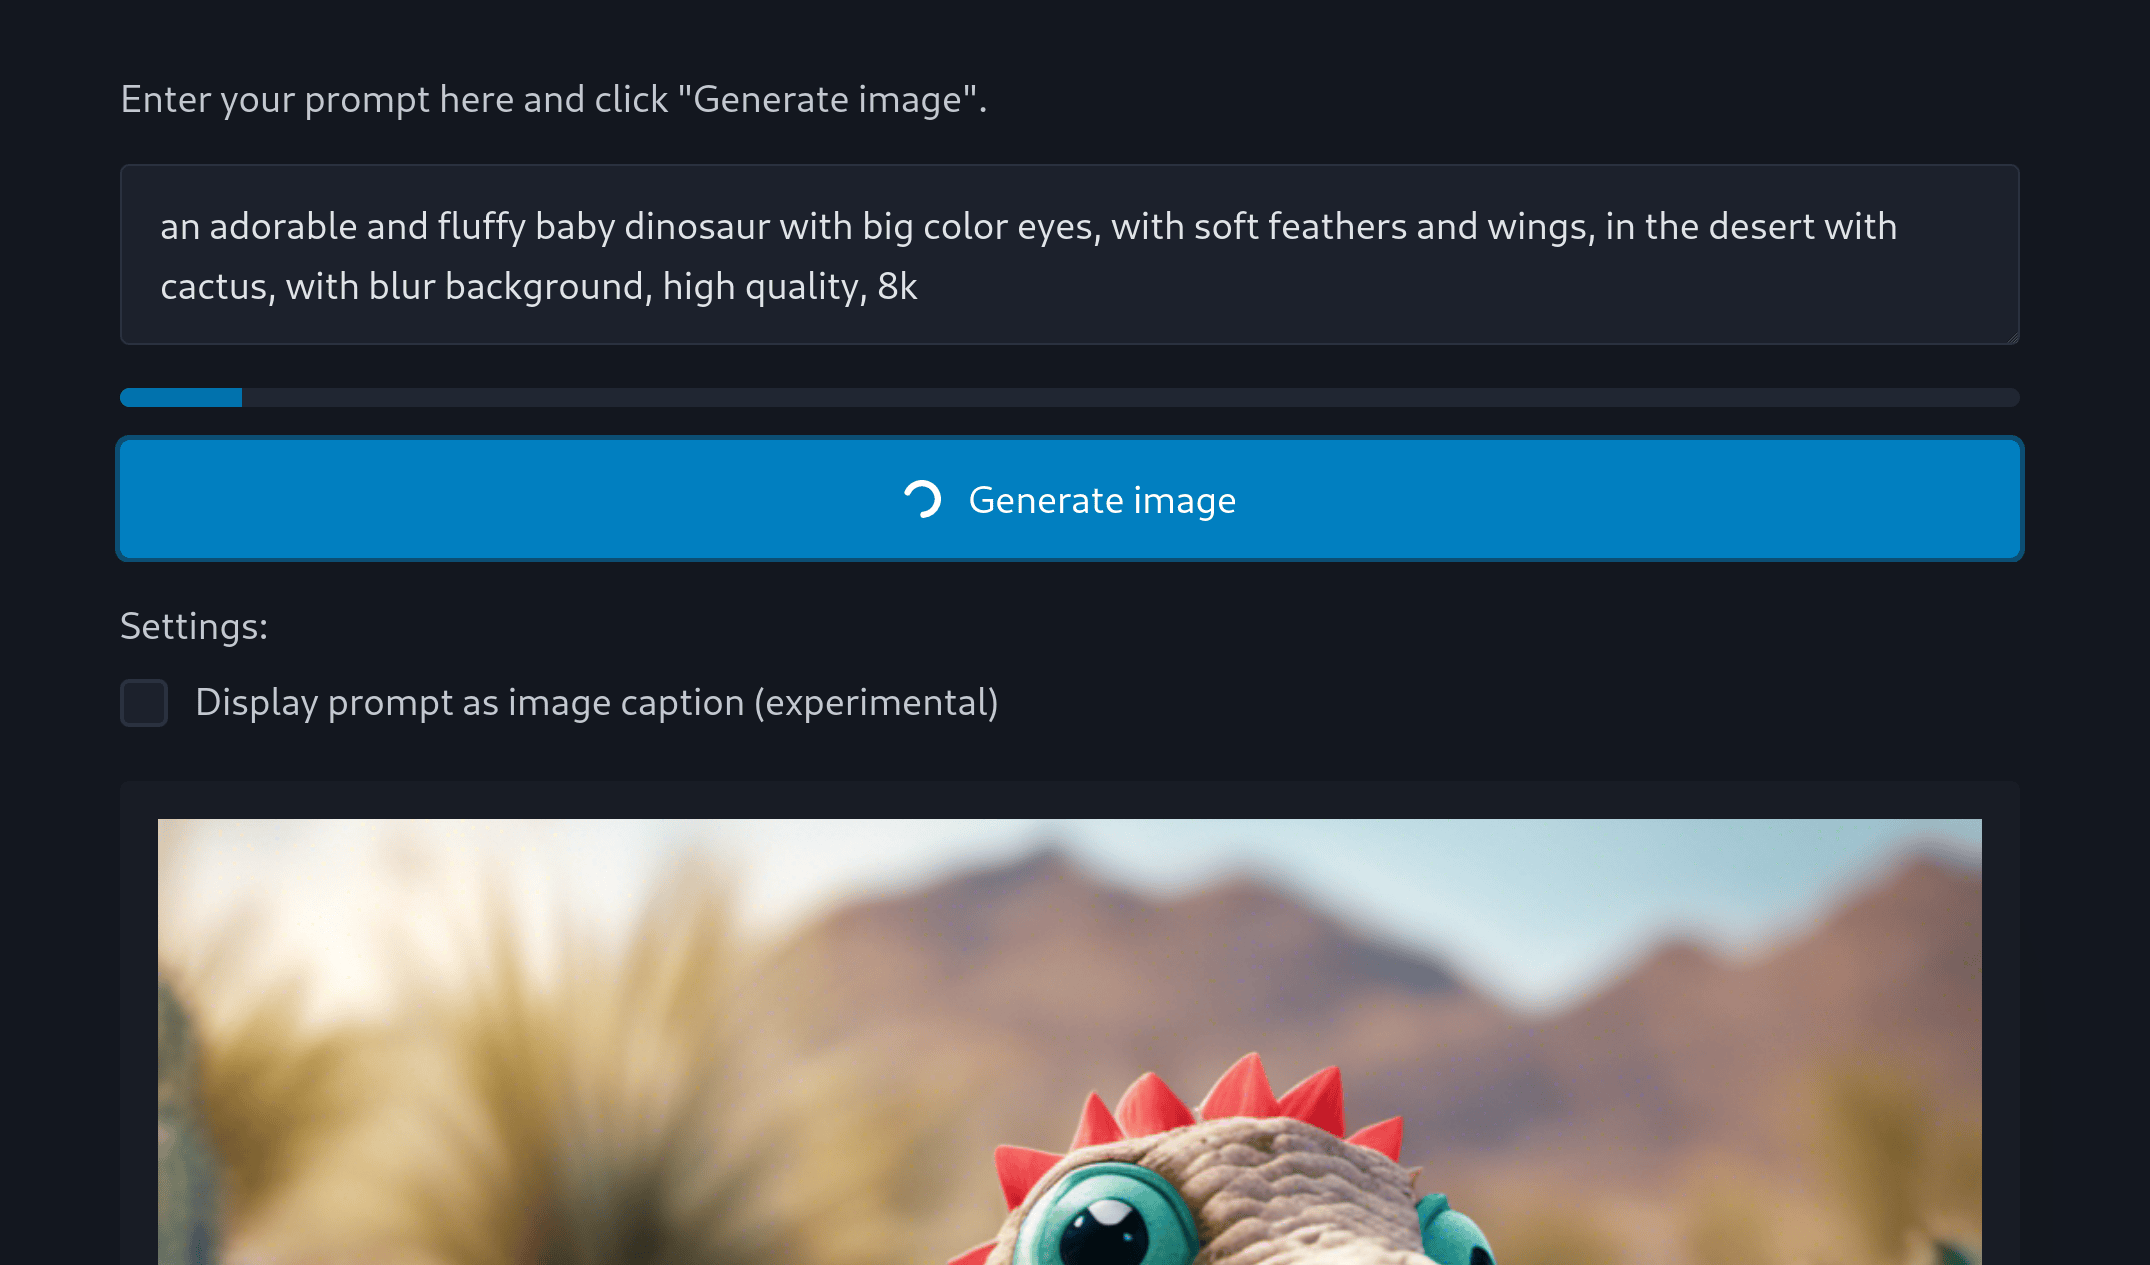 Enter your prompt here and click "Generate image".
an adorable and fluffy baby dinosaur with big color eyes, with soft feathers and wings, in the desert with
cactus, with blur background, high quality, 8k
Generate image
Settings:
Display prompt as image caption (experimental)